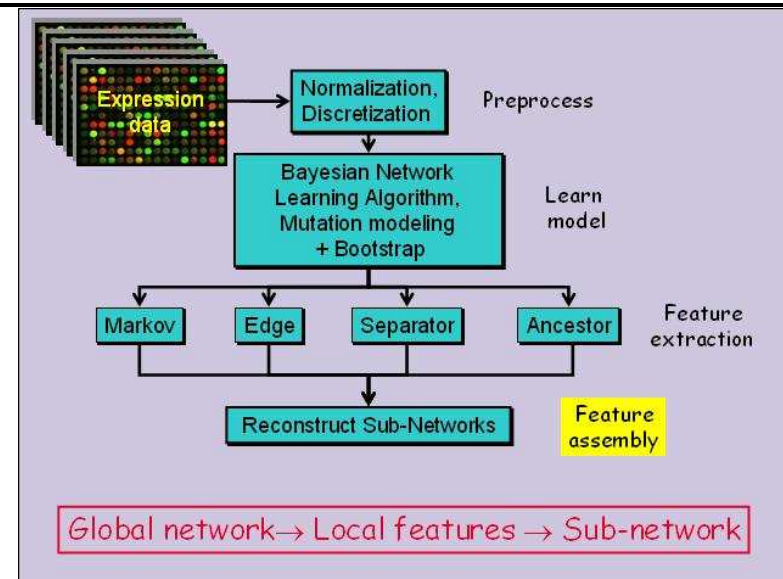 Expression
data
Normalization,
Discretization
Preprocess
Bayesian Network
Learning Algorithm,
Mutation modeling
+ Bootstrap
Learn
model
Markov
Edge
Separator
Ancestor
Feature
extraction
Reconstruct Sub-Networks
Feature
assembly
Global network→ Local features → Sub-network